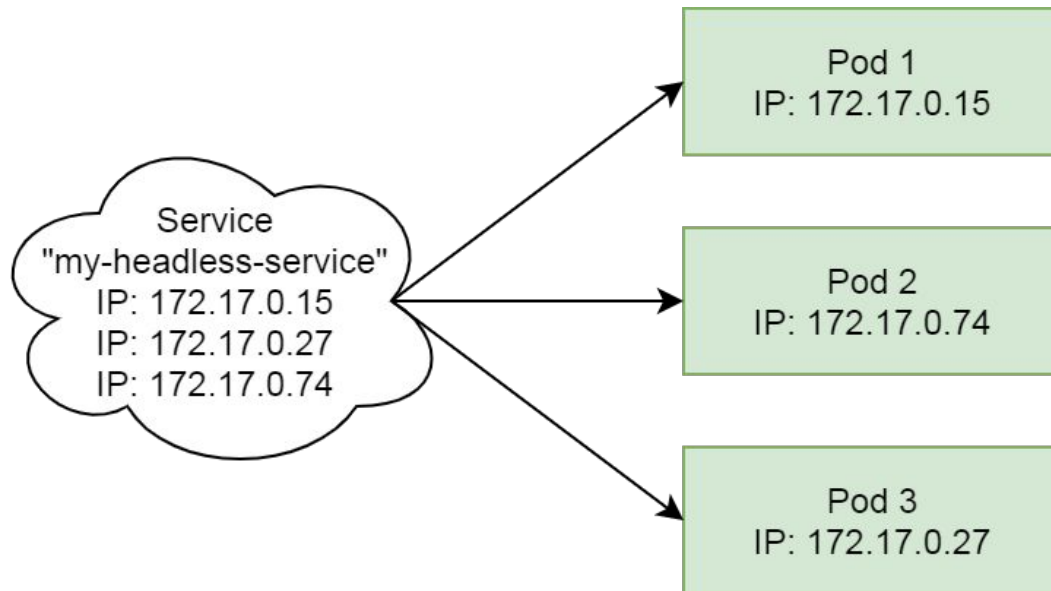 Service
"my-headless-service"
IP: 172.17.0.15
IP: 172.17.0.27
IP: 172.17.0.74
Pod 1
IP: 172.17.0.15
Pod 2
IP: 172.17.0.74
Pod 3
IP: 172.17.0.27